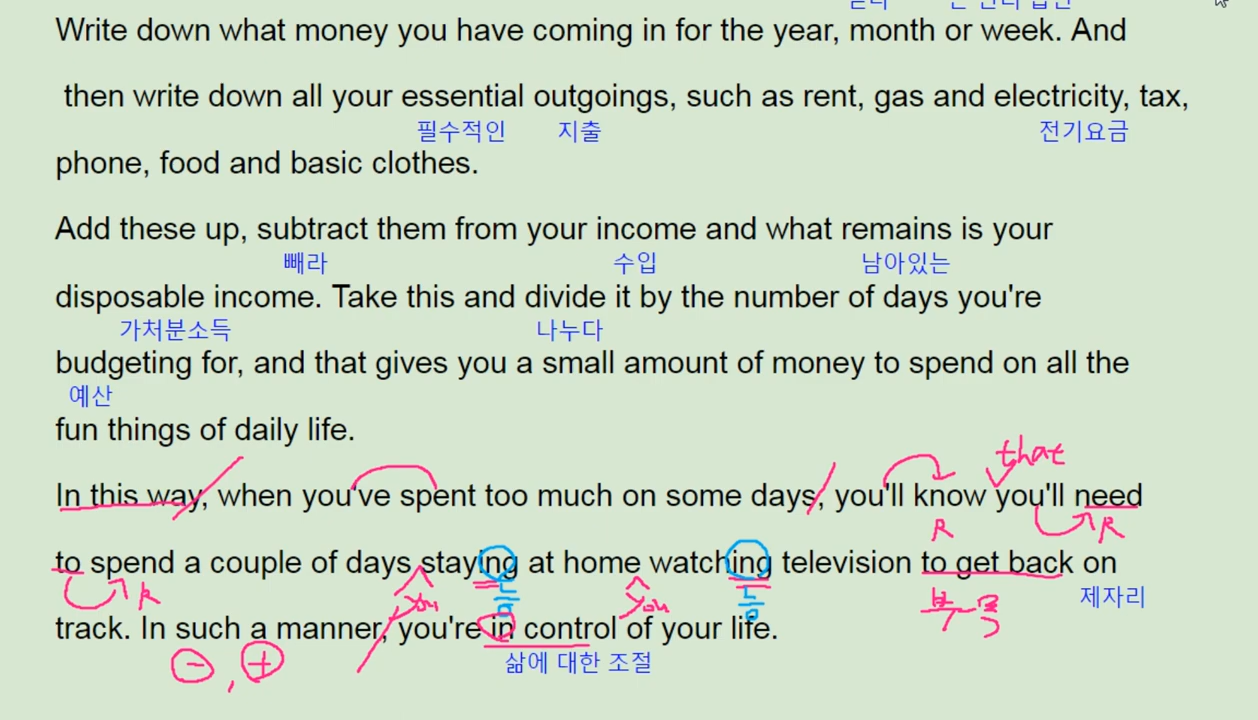 Write down what money you have coming in for the year, month or week. And
then write down all your essential outgoings, such as rent, gas and electricity, tax,
필수적인 지출 전기요금
phone, food and basic clothes.
Add these up, subtract them from your income and what remains is your
빼라 수입 남아있는
disposable income. Take this and divide it by the number of days you're
가처분소득 나누다
budgeting for, and that gives you a small amount of money to spend on all the
예산
fun things of daily life.
that
In this way, when you've spent too much on some days, you'll know you'll need
R R
to spend a couple of days staying at home watching television to get back on
R you 능 you 능 부 제자리
track. In such a manner, you're in control of your life.
삶에 대한 조절
-, +